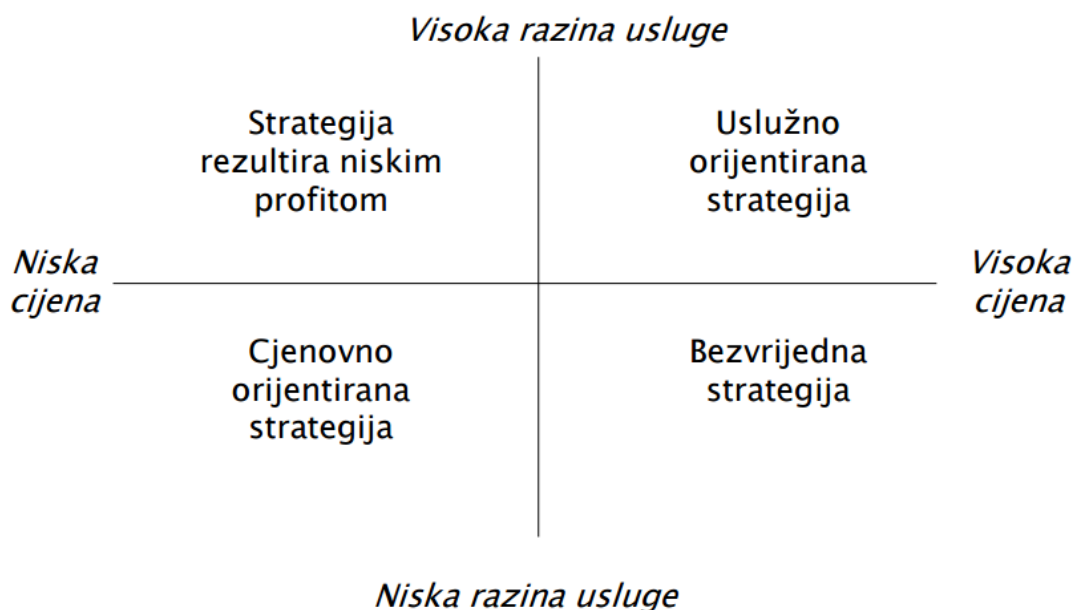 Visoka razina usluge
Strategija
rezultira niskim
profitom
Uslužno
orijentirana
strategija
Niska
cijena
Visoka
cijena
Cjenovno
orijentirana
strategija
Bezvrijedna
strategija
Niska razina usluge